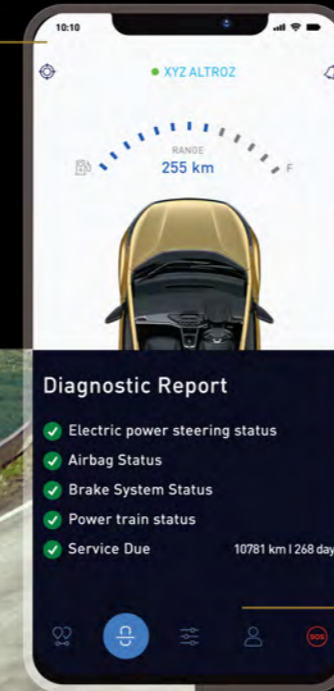 10:10
XYZ ALTROZ
RANGE
255 km
F
Diagnostic Report
Electric power steering status
Airbag Status
Brake System Status
Power train status
Service Due 10781 km I 268 day
SOS